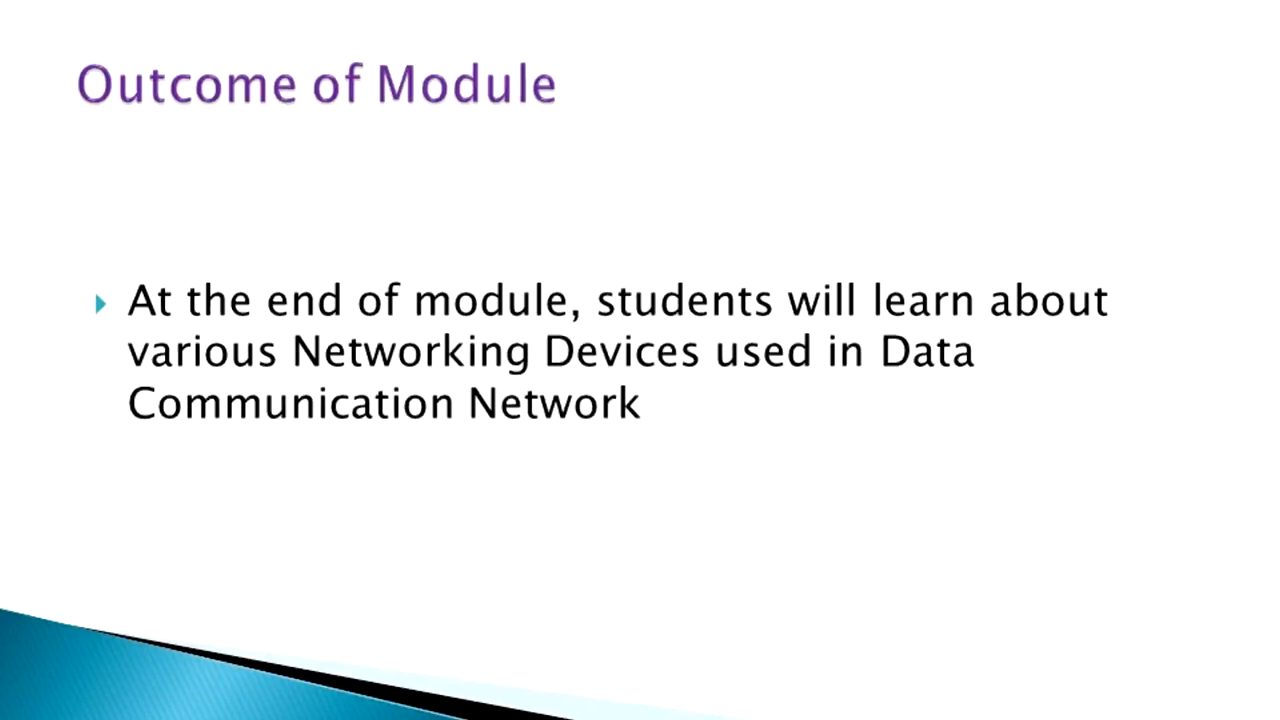 Outcome of Module
At the end of module, students will learn about
various Networking Devices used in Data
Communication Network